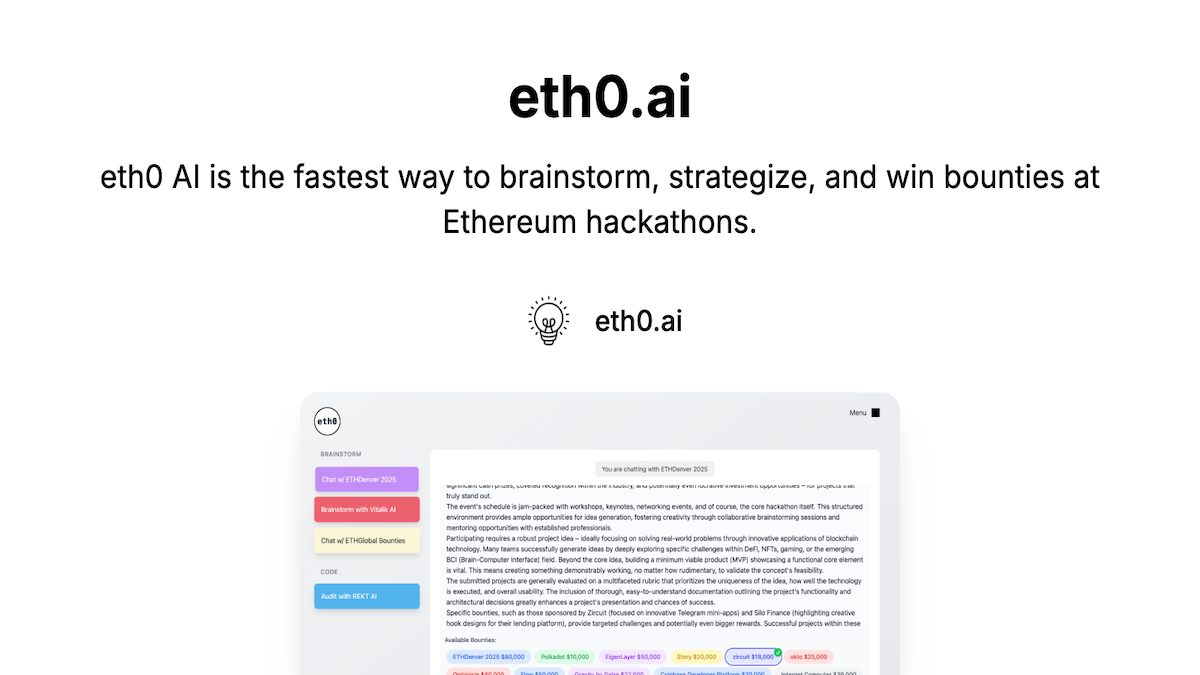 eth0.ai
eth0 AI is the fastest way to brainstorm, strategize, and win bounties at
Ethereum hackathons.
eth0.ai
eth0
Menu
BRAINSTORM
Chat w/ ETHDenver 2025
Brainstorm with Vitalik AI
Chat w/ ETHGlobal Bounties
CODE
Audit with REKT AI
You are chatting with ETHDenver 2025
significant cash prizes, coveted recognition within the industry, and potentially even lucrative investment opportunities – for projects that
truly stand out.
The event's schedule is jam-packed with workshops, keynotes, networking events, and of course, the core hackathon itself. This structured
environment provides ample opportunities for idea generation, fostering creativity through collaborative brainstorming sessions and
mentoring opportunities with established professionals.
Participating requires a robust project idea – ideally focusing on solving real-world problems through innovative applications of blockchain
technology. Many teams successfully generate ideas by deeply exploring specific challenges within DeFi, NFTs, gaming, or the emerging
BCI (Brain-Computer Interface) field. Beyond the core idea, building a minimum viable product (MVP) showcasing a functional core element
is vital. This means creating something demonstrably working, no matter how rudimentary, to validate the concept's feasibility.
The submitted projects are generally evaluated on a multifaceted rubric that prioritizes the uniqueness of the idea, how well the technology
is executed, and overall usability. The inclusion of thorough, easy-to-understand documentation outlining the project's functionality and
architectural decisions greatly enhances a project's presentation and chances of success.
Specific bounties, such as those sponsored by Zircuit (focused on innovative Telegram mini-apps) and Silo Finance (highlighting creative
hook designs for their lending platform), provide targeted challenges and potentially even bigger rewards. Successful projects within these
Available Bounties:
ETHDenver 2025 $80,000 Polkadot $10,000 EigenLayer $50,000 Story $20,000 zircuit $18,000 okto $25,000
Optimism $40,000 Flow $50,000 Gravity by Galxe $22,000 Coinbase Developer Platform $20,000 Internet Computer